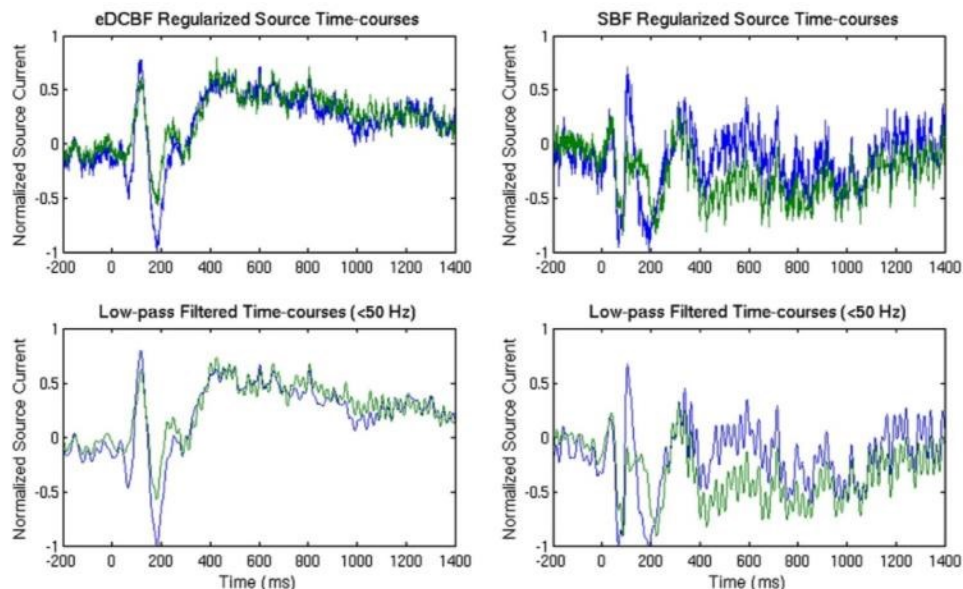 eDCBF Regularized Source Time-courses
Normalized Source Current
1
0.5
0
-0.5
-1
-200 0 200 400 600 800 1000 1200 1400
SBF Regularized Source Time-courses
Normalized Source Current
1
0.5
0
-0.5
-1
-200 0 200 400 600 800 1000 1200 1400
Low-pass Filtered Time-courses (<50 Hz)
Normalized Source Current
1
0.5
0
-0.5
-1
-200 0 200 400 600 800 1000 1200 1400
Time (ms)
Low-pass Filtered Time-courses (<50 Hz)
Normalized Source Current
1
0.5
0
-0.5
-1
-200 0 200 400 600 800 1000 1200 1400
Time (ms)